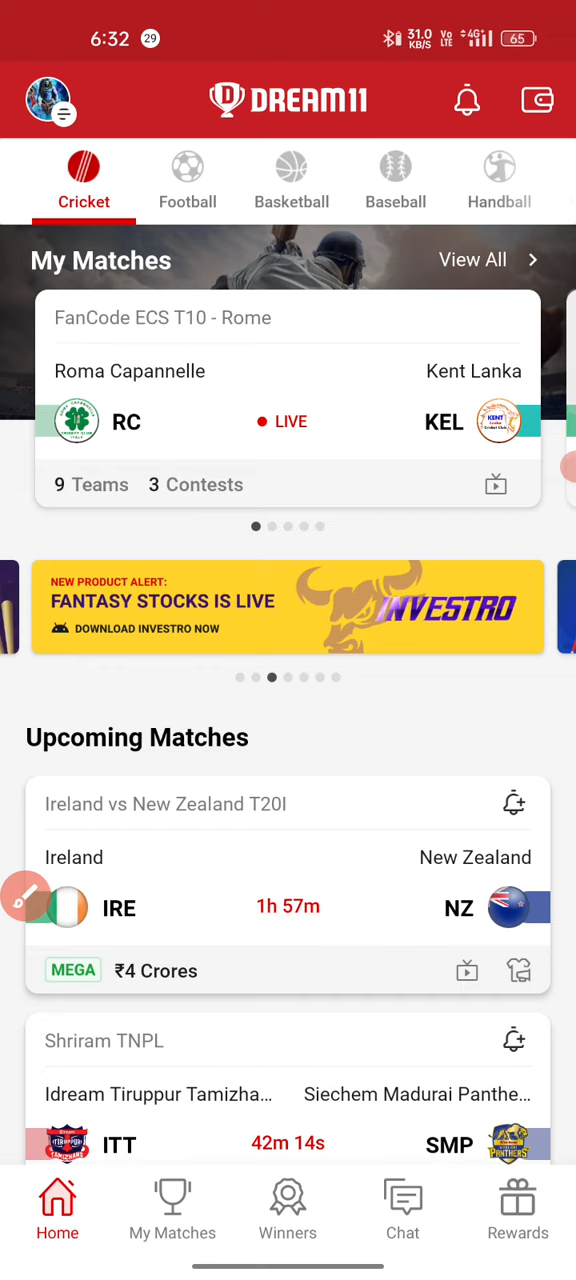 6:32 29 31.0 KB/S Vo LTE 4G 65
DREAM11
Cricket Football Basketball Baseball Handball
My Matches View All
FanCode ECS T10 - Rome
Roma Capannelle Kent Lanka
RC LIVE KEL
9 Teams 3 Contests
NEW PRODUCT ALERT:
FANTASY STOCKS IS LIVE
INVESTRO
DOWNLOAD INVESTRO NOW
Upcoming Matches
Ireland vs New Zealand T20I
Ireland New Zealand
IRE 1h 57m NZ
MEGA ₹4 Crores
Shriram TNPL
Idream Tiruppur Tamizha... Siechem Madurai Panthe...
ITT 42m 14s SMP
Home My Matches Winners Chat Rewards